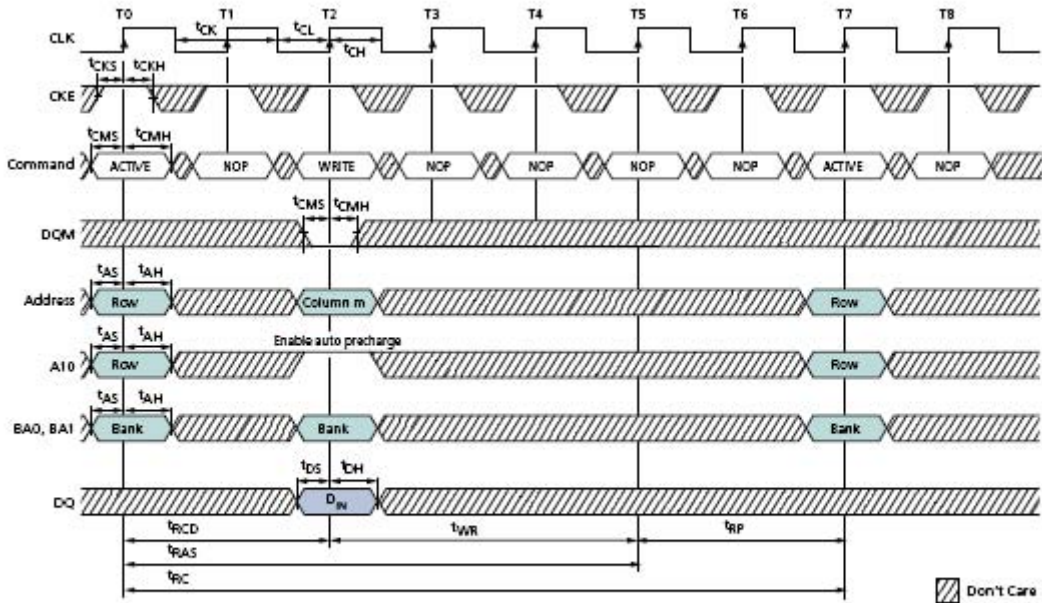 T0 T1 T2 T3 T4 T5 T6 T7 T8
tCK tCL
CLK
tCH
tCKS tCKH
CKE
tCMS tCMH
Command ACTIVE NOP WRITE NOP NOP NOP NOP ACTIVE NOP
tCMS tCMH
DQM
tAS tAH
Address Row Column m Row
tAS tAH Enable auto precharge
A10 Row Row
tAS tAH
BA0, BA1 Bank Bank Bank
tDS tDH
DQ DIN
tRCD tWR tRP
tRAS
tRC
Don't Care